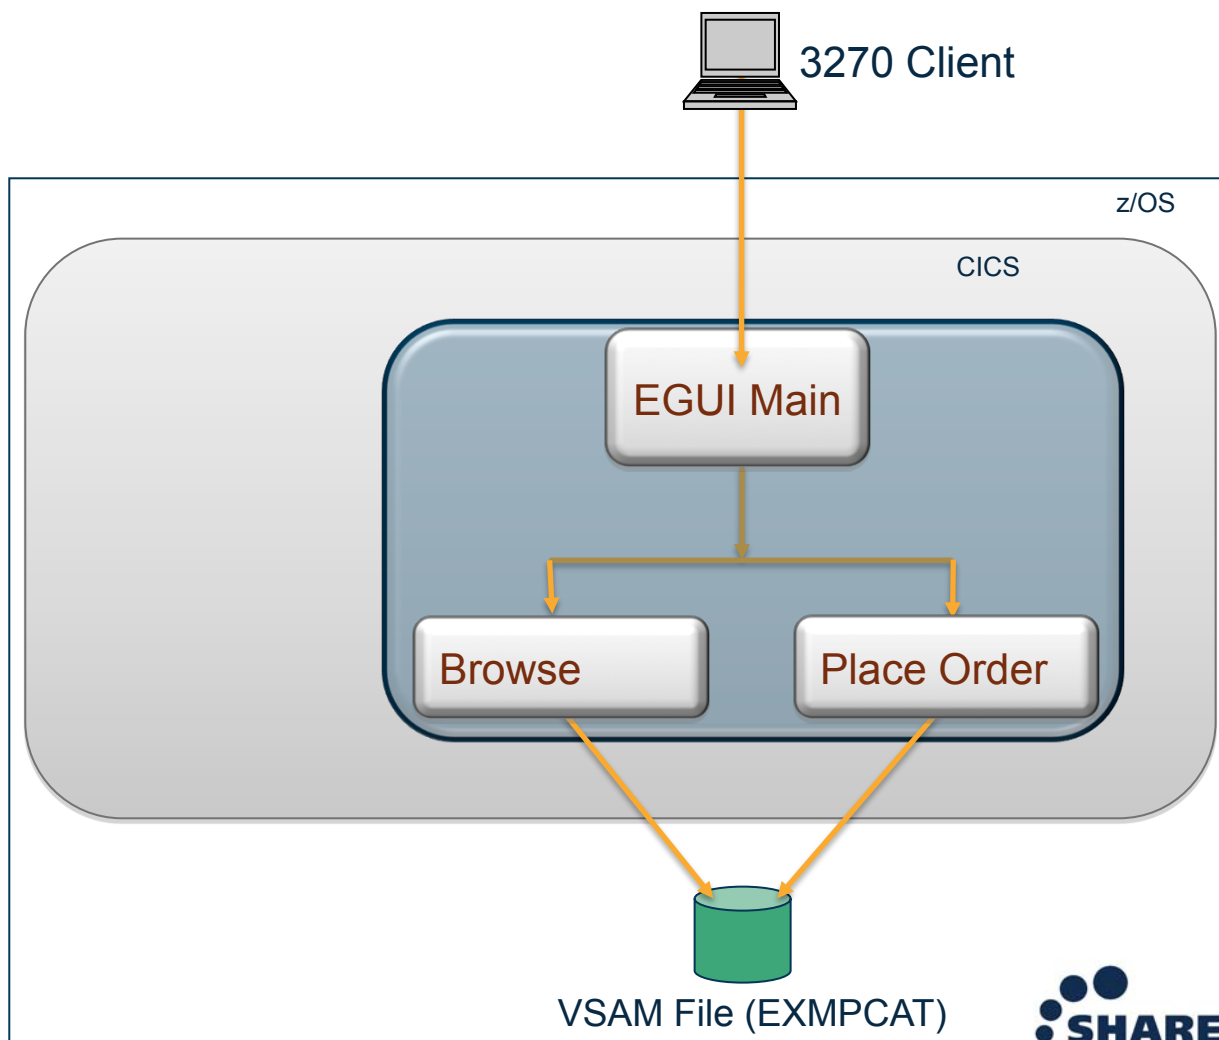 3270 Client
z/OS
CICS
EGUI Main
Browse
Place Order
VSAM File (EXMPCAT)
SHARE